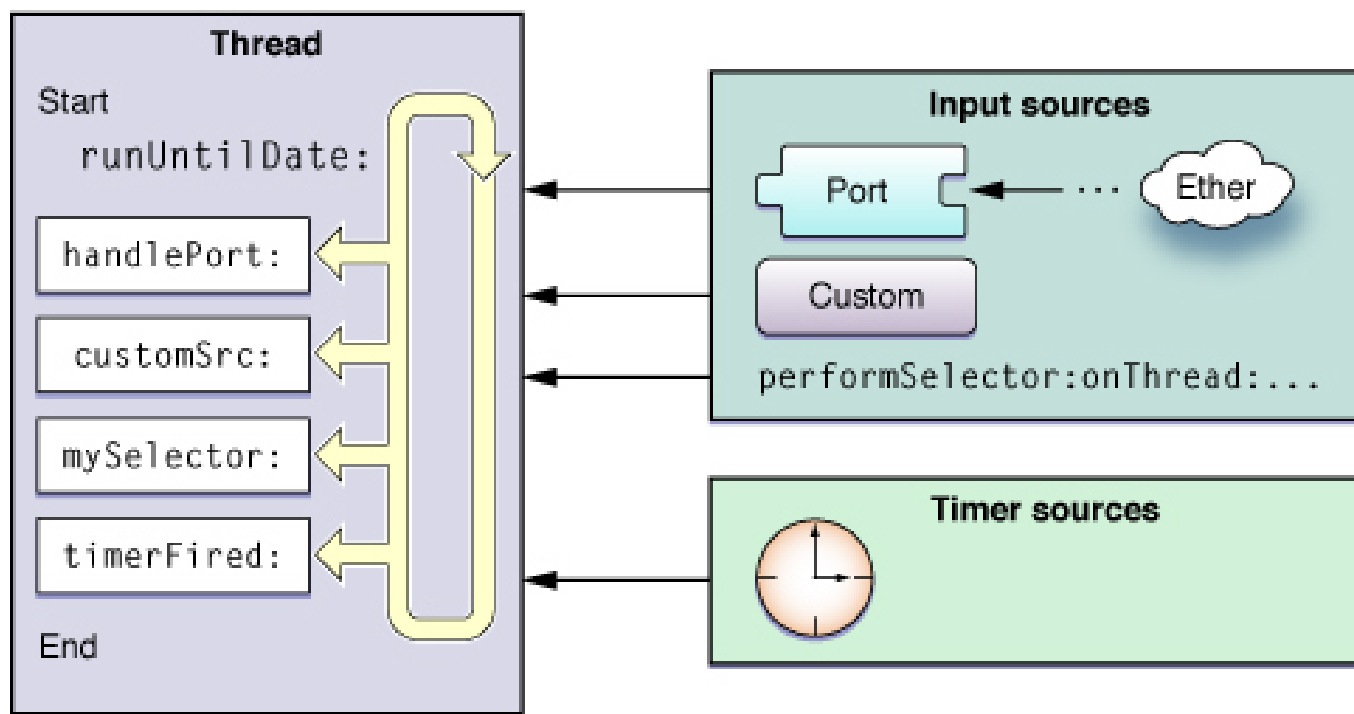 Thread
Start
runUntilDate:
handlePort:
customSrc:
mySelector:
timerFired:
End
Input sources
Port
...
Ether
Custom
performSelector:onThread:...
Timer sources